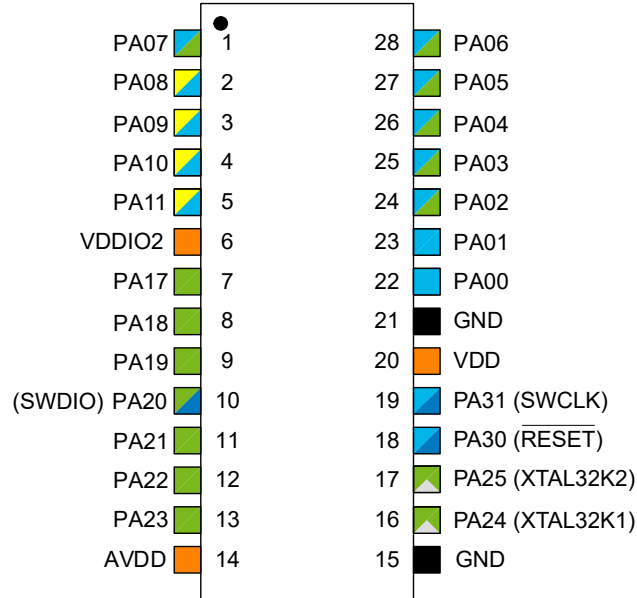 PA07 1 28 PA06
PA08 2 27 PA05
PA09 3 26 PA04
PA10 4 25 PA03
PA11 5 24 PA02
VDDIO2 6 23 PA01
PA17 7 22 PA00
PA18 8 21 GND
PA19 9 20 VDD
(SWDIO) PA20 10 19 PA31 (SWCLK)
PA21 11 18 PA30 (RESET)
PA22 12 17 PA25 (XTAL32K2)
PA23 13 16 PA24 (XTAL32K1)
AVDD 14 15 GND